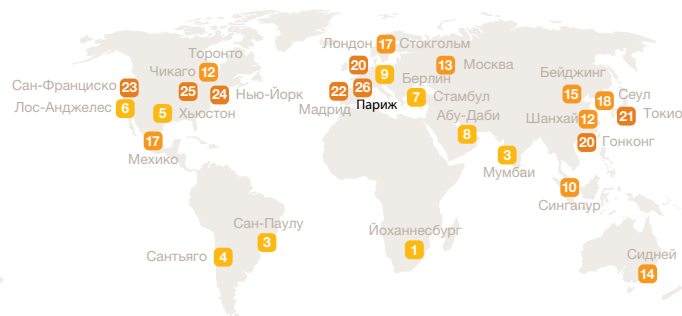 Лондон 17 Стокгольм
Торонто
20
13 Москва
Чикаго 12
9
Бейджинг
Берлин
Сан-Франциско 23
25
24 Нью-Йорк
22
26
15
18 Сеул
Лос-Анджелес 6
5 Хьюстон
Мадрид
Париж
7 Стамбул
Абу-Даби
Шанхай 12
21 Токио
17
8
20 Гонконг
Мехико
3
Мумбаи
10
Сингапур
Сан-Паулу
3
Йоханнесбург
1
Сантьяго 4
Сидней
14